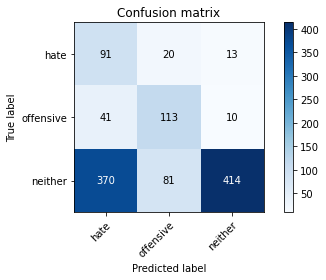 Confusion matrix
hate
91 20 13
400
350
offensive
41 113 10
300
250
200
neither
370 81 414
150
100
50
hate
offensive
neither
True label
Predicted label